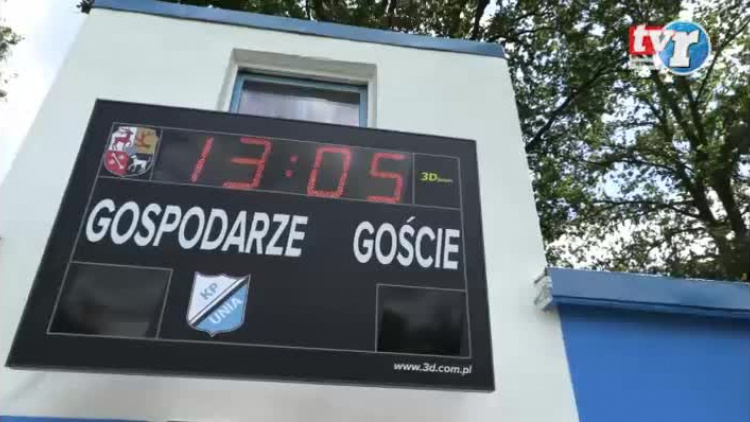 tvr
13:05
3D
GOSPODARZE GOŚCIE
KP
UNIA
www.3d.com.pl